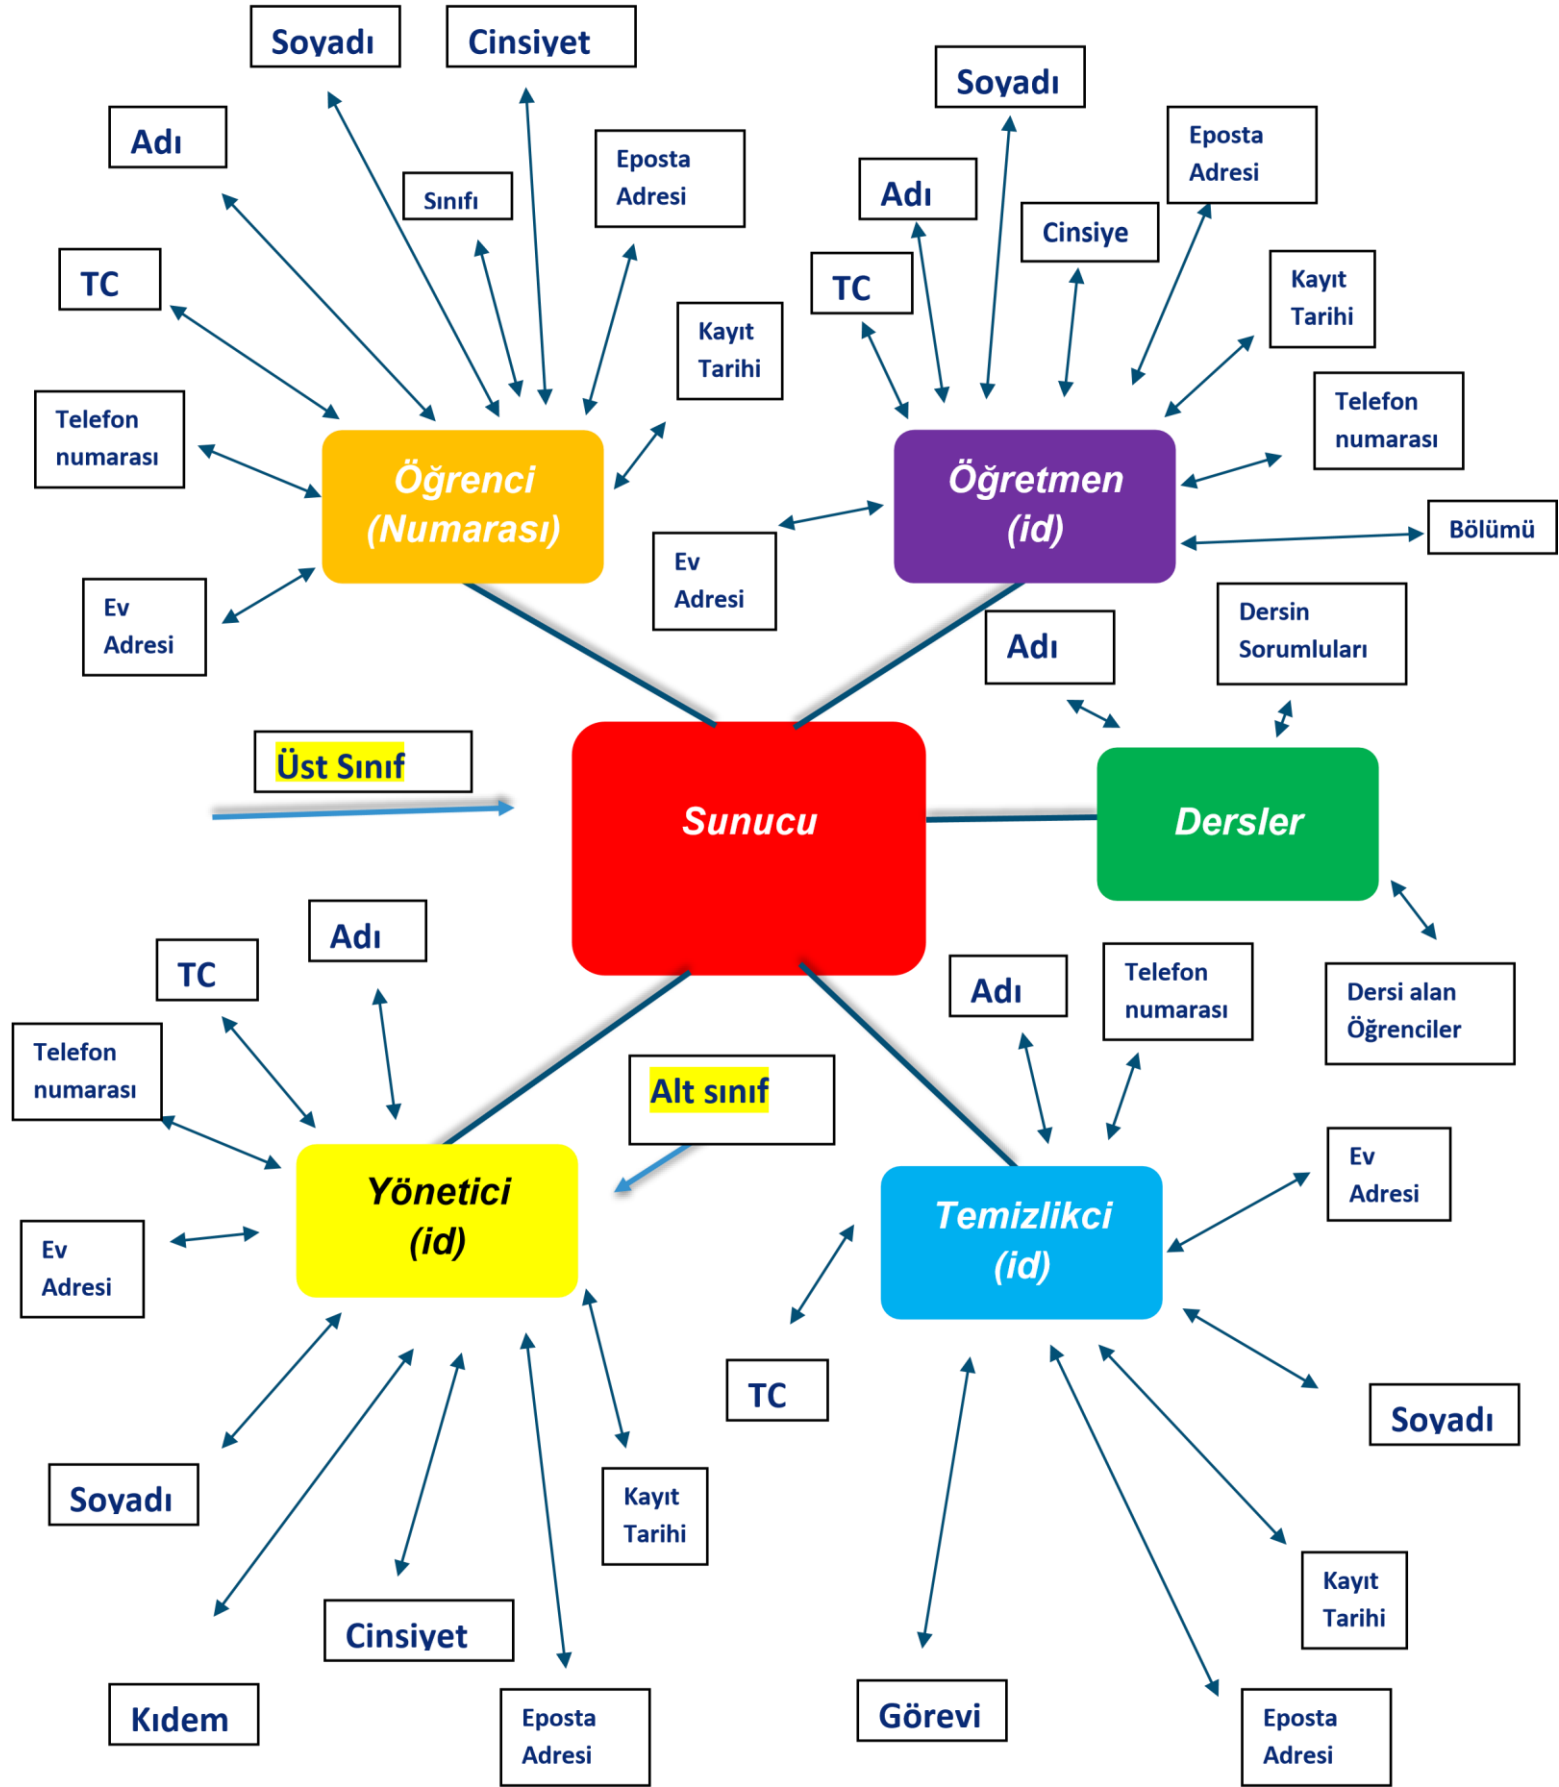 Soyadı
Cinsiyet
Soyadı
Adı
Eposta
Adresi
Eposta
Adresi
Sınıfı
Adı
Cinsiye
TC
TC
Kayıt
Tarihi
Kayıt
Tarihi
Telefon
numarası
Telefon
numarası
Öğrenci
(Numarası)
Öğretmen
(id)
Bölümü
Ev
Adresi
Ev
Adresi
Adı
Dersin
Sorumluları
Üst Sınıf
Sunucu
Dersler
Adı
TC
Adı
Telefon
numarası
Dersi alan
Öğrenciler
Telefon
numarası
Alt sınıf
Ev
Adresi
Yönetici
(id)
Temizlikci
(id)
Ev
Adresi
TC
Soyadı
Soyadı
Kayıt
Tarihi
Kayıt
Tarihi
Cinsiyet
Kıdem
Eposta
Adresi
Görevi
Eposta
Adresi